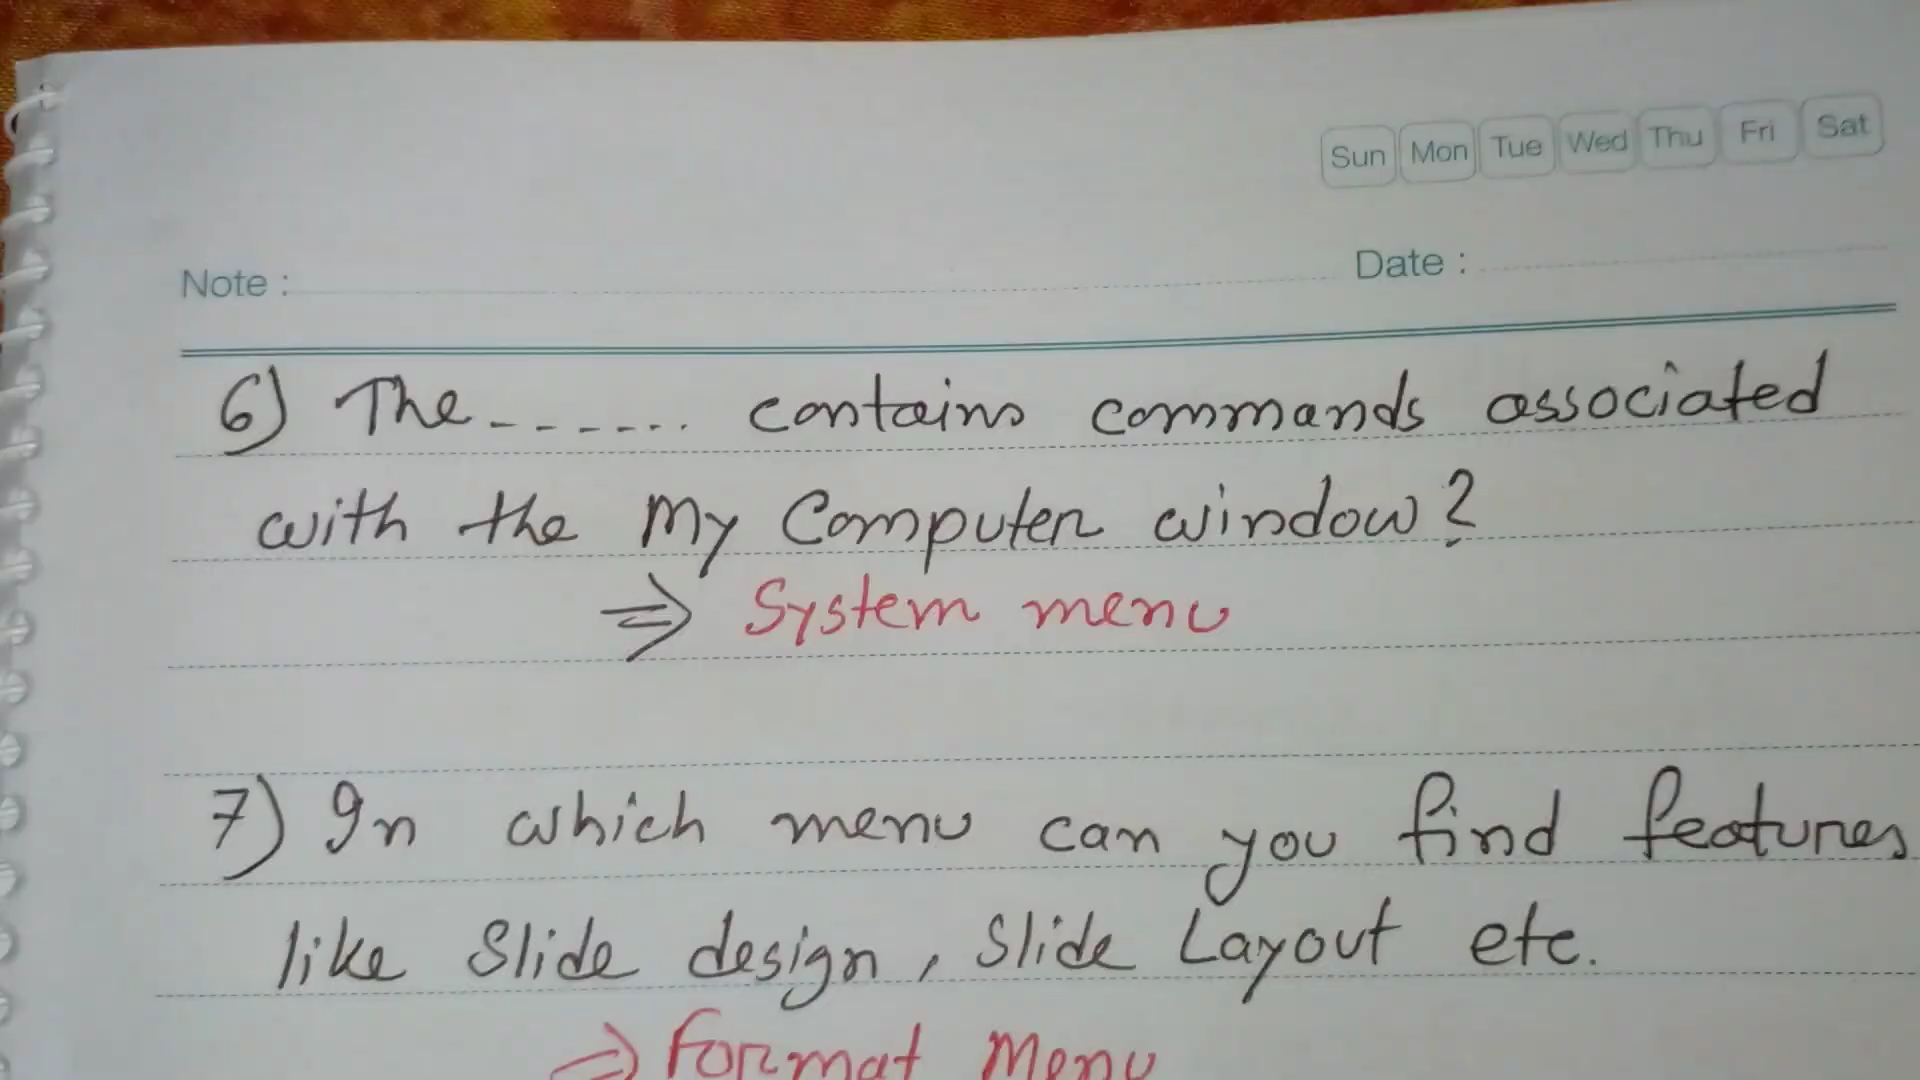 Sun Mon Tue Wed Thu Fri Sat
Note : Date :
6) The ....... contains commands associated
with the My Computer window?
⇒ System menu
7) In which menu can you find features
like Slide design, Slide Layout etc.
⇒ Format Menu